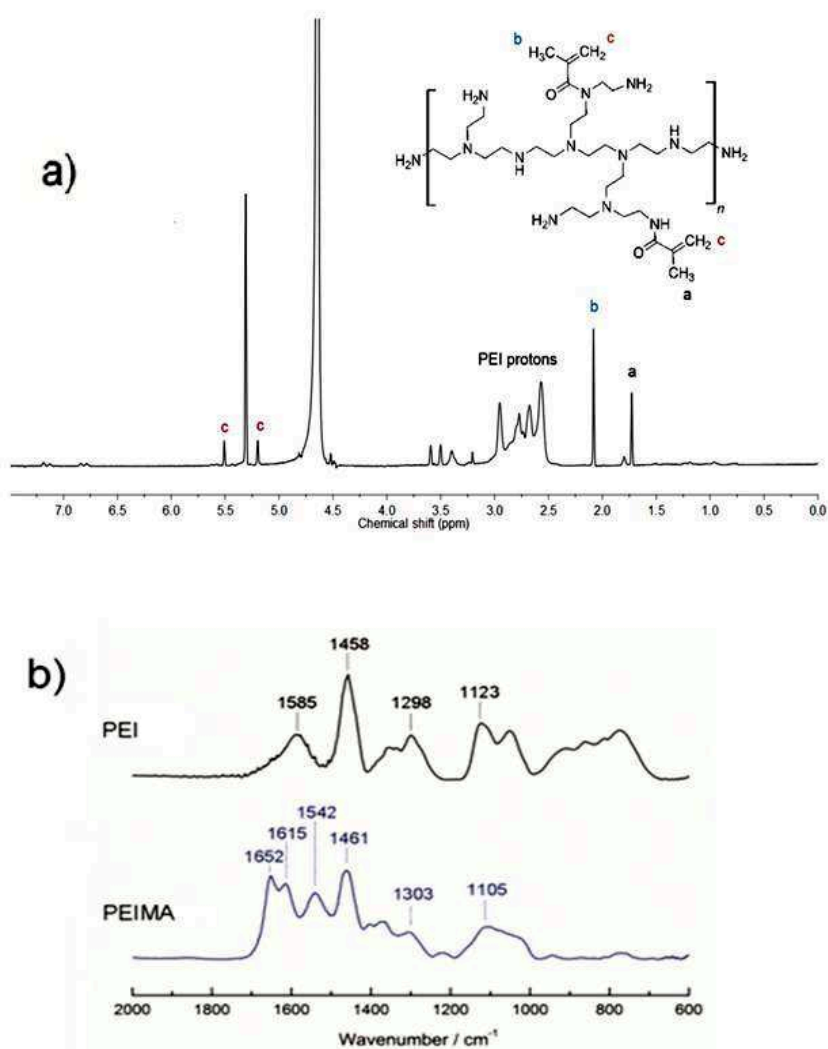 a)
b
c
H₃C
CH₂
O
N
NH₂
H₂N
H₂N
N
N
H
N
N
N
H
N
NH₂
n
H₂N
N
NH
O
CH₂
c
CH₃
a
c
c
PEI protons
b
a
7.0 6.5 6.0 5.5 5.0 4.5 4.0 3.5 3.0 2.5 2.0 1.5 1.0 0.5 0.0
Chemical shift (ppm)
b)
PEI
1585
1458
1298
1123
PEIMA
1652
1615
1542
1461
1303
1105
2000 1800 1600 1400 1200 1000 800 600
Wavenumber / cm⁻¹